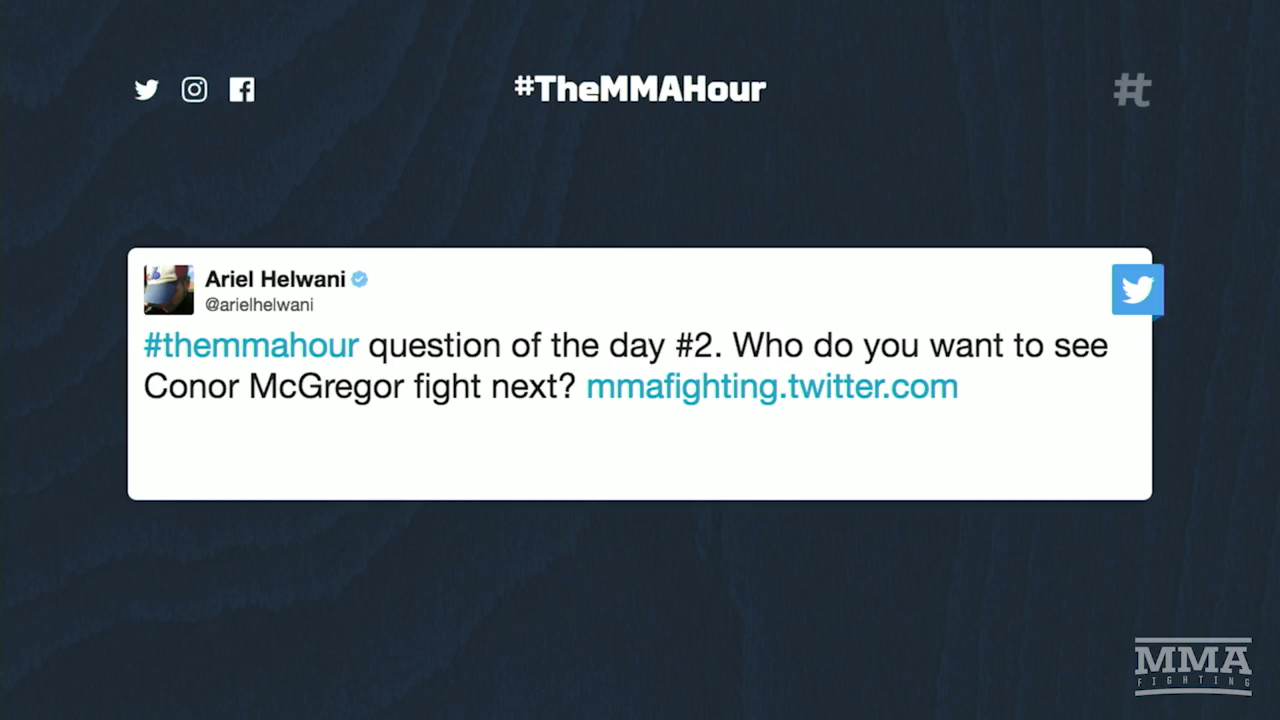 #TheMMAHour
Ariel Helwani
@arielhelwani
#themmahour question of the day #2. Who do you want to see
Conor McGregor fight next? mmafighting.twitter.com
MMA
FIGHTING